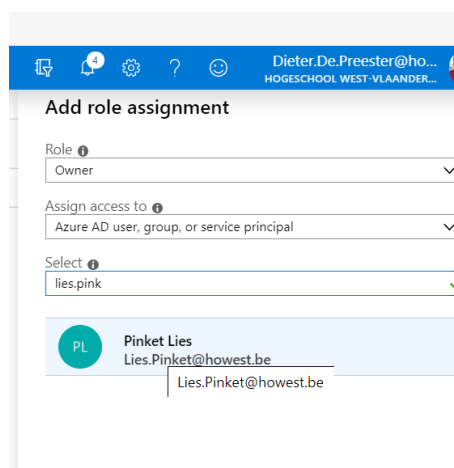 4
Dieter.De.Preester@ho...
HOGESCHOOL WEST-VLAANDER...
Add role assignment
Role
Owner
Assign access to
Azure AD user, group, or service principal
Select
lies.pink
PL
Pinket Lies
Lies.Pinket@howest.be
Lies.Pinket@howest.be